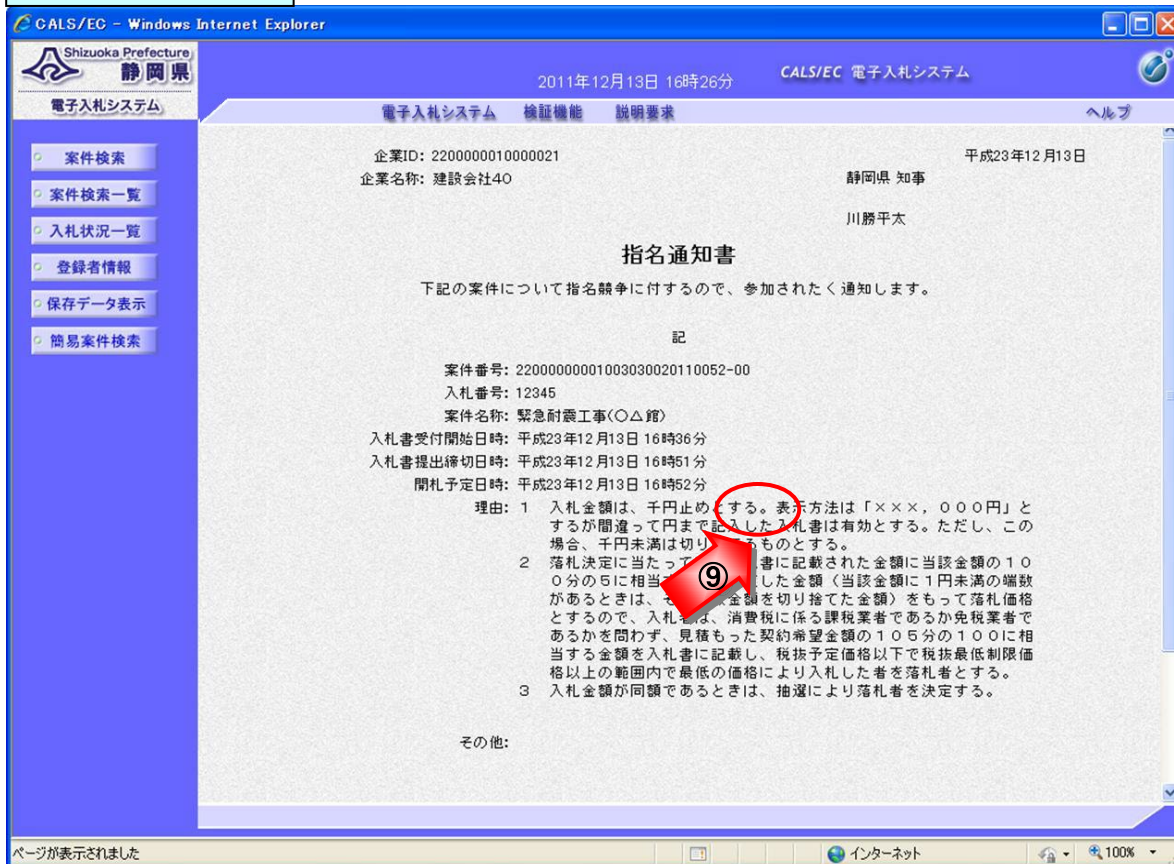 CALS/EC - Windows Internet Explorer
Shizuoka Prefecture
静岡県
電子入札システム
2011年12月13日 16時26分
CALS/EC 電子入札システム
電子入札システム 検証機能 説明要求 ヘルプ
案件検索
案件検索一覧
入札状況一覧
登録者情報
保存データ表示
簡易案件検索
企業ID: 2200000010000021
平成23年12月13日
企業名称: 建設会社40
静岡県 知事
川勝平太
指名通知書
下記の案件について指名競争に付するので、参加されたく通知します。
記
案件番号: 22000000001003030020110052-00
入札番号: 12345
案件名称: 緊急耐震工事(○△館)
入札書受付開始日時: 平成23年12月13日 16時36分
入札書提出締切日時: 平成23年12月13日 16時51分
開札予定日時: 平成23年12月13日 16時52分
理由: 1 入札金額は、千円止めとする。表示方法は「×××，000円」と
するが間違って円まで記入した入札書は有効とする。ただし、この
場合、千円未満は切り るものとする。
2 落札決定に当たって 書に記載された金額に当該金額の10
0分の5に相当 した金額（当該金額に1円未満の端数
があるときは、そ 金額を切り捨てた金額）をもって落札価格
とするので、入札者は、消費税に係る課税業者であるか免税業者で
あるかを問わず、見積もった契約希望金額の105分の100に相
当する金額を入札書に記載し、税抜予定価格以下で税抜最低制限価
格以上の範囲内で最低の価格により入札した者を落札者とする。
3 入札金額が同額であるときは、抽選により落札者を決定する。
⑨
その他:
ページが表示されました
インターネット
100%